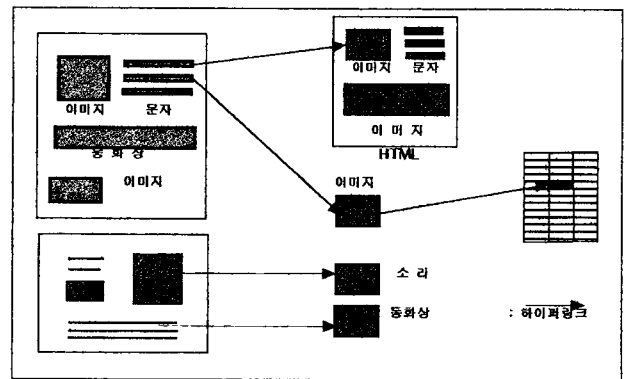 이미지 문자
동 화 상
이미지
이미지 문자
이 미 지
HTML
이미지
소 리
동화상
: 하이퍼링크